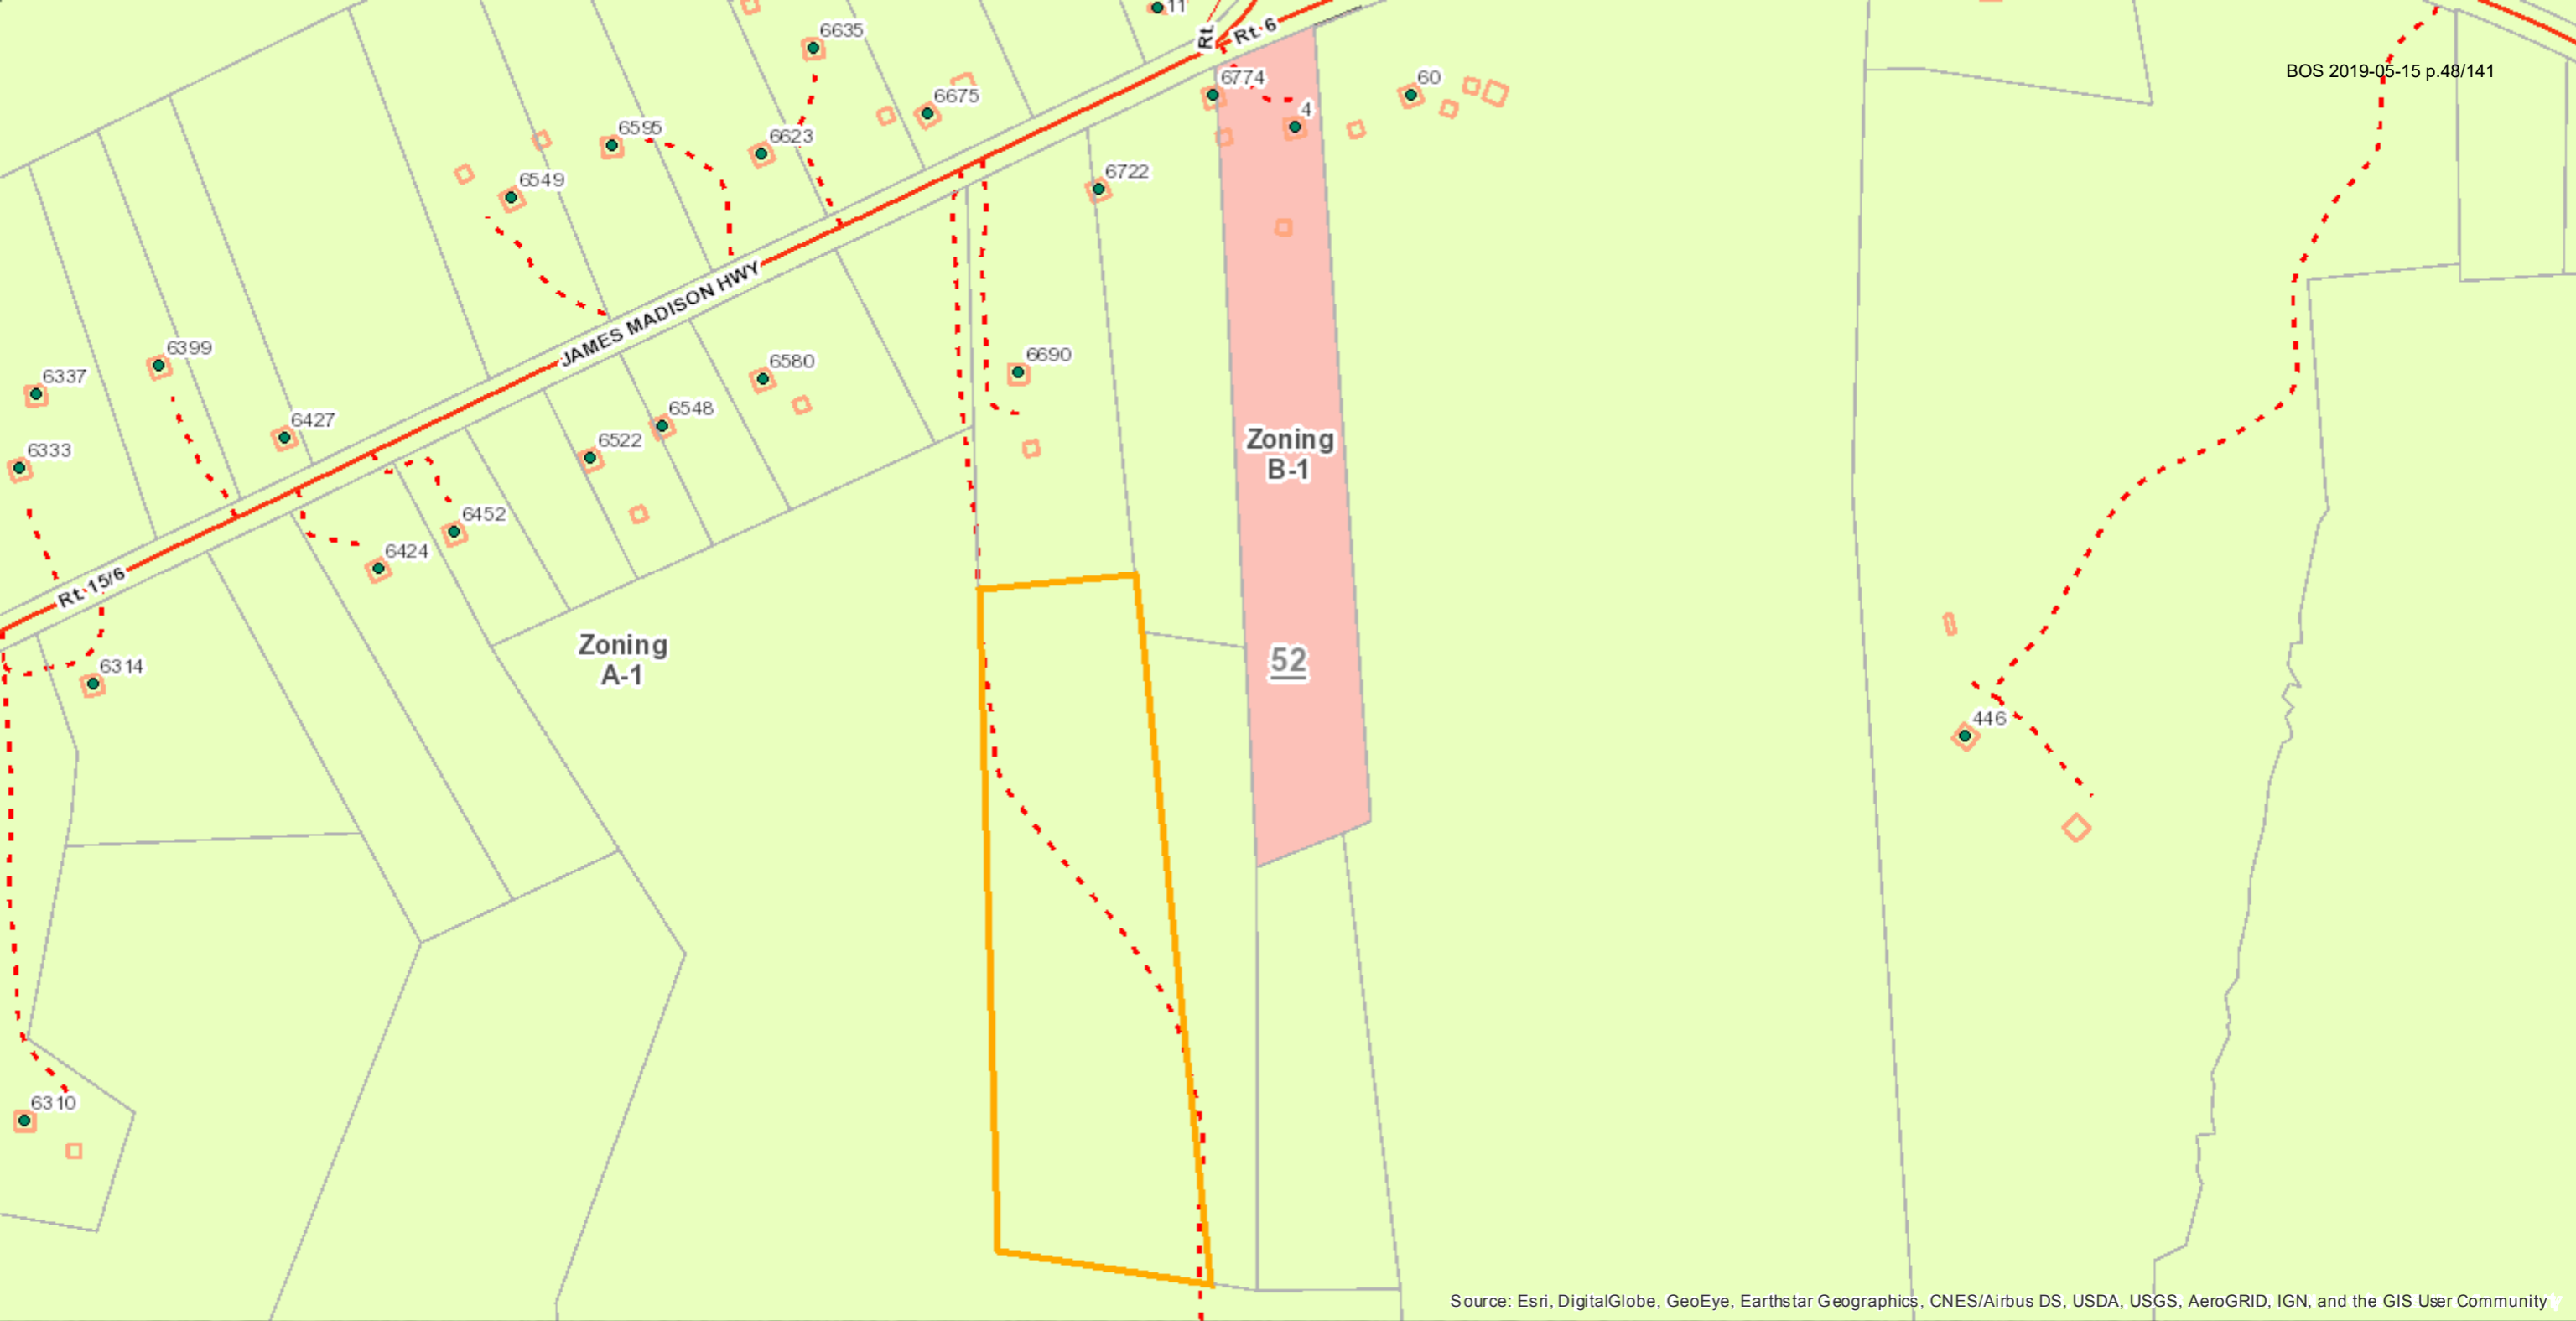 11
Rt.
Rt. 6
6635
BOS 2019-05-15 p.48/141
6774
60
6675
4
6595
6623
6722
6549
JAMES MADISON HWY
6399
6690
6580
6337
6427
6548
Zoning
B-1
6522
6333
6452
6424
Rt. 15/6
Zoning
A-1
52
6314
446
6310
Source: Esri, DigitalGlobe, GeoEye, Earthstar Geographics, CNES/Airbus DS, USDA, USGS, AeroGRID, IGN, and the GIS User Community